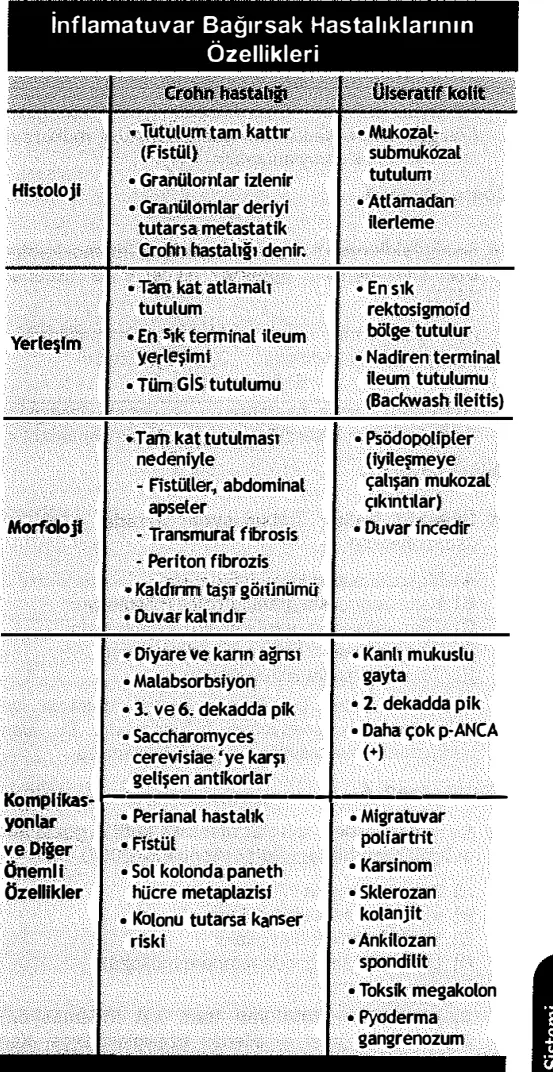 İnflamatuvar Bağırsak Hastalıklarının
Özellikleri
Crohn hastalığı
Ülseratif kolit
Histoloji
• Tutulum tam kattır
(Fistül)
• Granülomlar izlenir
• Granülomlar deriyi
tutarsa metastatik
Crohn hastalığı denir.
• Mukozal-
submukozal
tutulum
• Atlamadan
ilerleme
Yerleşim
• Tam kat atlamalı
tutulum
• En sık terminal ileum
yerleşimi
• Tüm GİS tutulumu
• En sık
rektosigmoid
bölge tutulur
• Nadiren terminal
ileum tutulumu
(Backwash ileitis)
Morfoloji
• Tam kat tutulması
nedeniyle
- Fistüller, abdominal
apseler
- Transmural fibrosis
- Periton fibrozis
• Kaldırım taşı görünümü
• Duvar kalındır
• Psödopolipler
(iyileşmeye
çalışan mukozal
çıkıntılar)
• Duvar incedir
Komplikas-
yonlar
ve Diğer
Önemli
Özellikler
• Diyare ve karın ağrısı
• Malabsorbsiyon
• 3. ve 6. dekadda pik
• Saccharomyces
cerevisiae 'ye karşı
gelişen antikorlar
• Kanlı mukuslu
gayta
• 2. dekadda pik
• Daha çok p-ANCA
(+)
• Perianal hastalık
• Fistül
• Sol kolonda paneth
hücre metaplazisi
• Kolonu tutarsa kanser
riski
• Migratuvar
poliartrit
• Karsinom
• Sklerozan
kolanjit
• Ankilozan
spondilit
• Toksik megakolon
• Pyoderma
gangrenozum
Sistemi